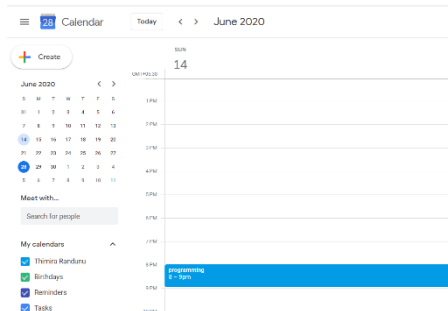 28 Calendar Today June 2020
Create
SUN
14
GMT+05:30
June 2020
S M T W T F S
31 1 2 3 4 5 6
7 8 9 10 11 12 13
14 15 16 17 18 19 20
21 22 23 24 25 26 27
28 29 30 1 2 3 4
5 6 7 8 9 10 11
Meet with...
Search for people
My calendars
Thimira Randunu
Birthdays
Reminders
Tasks
1 PM
2 PM
3 PM
4 PM
5 PM
6 PM
7 PM
8 PM
programming
8 – 9pm
9 PM